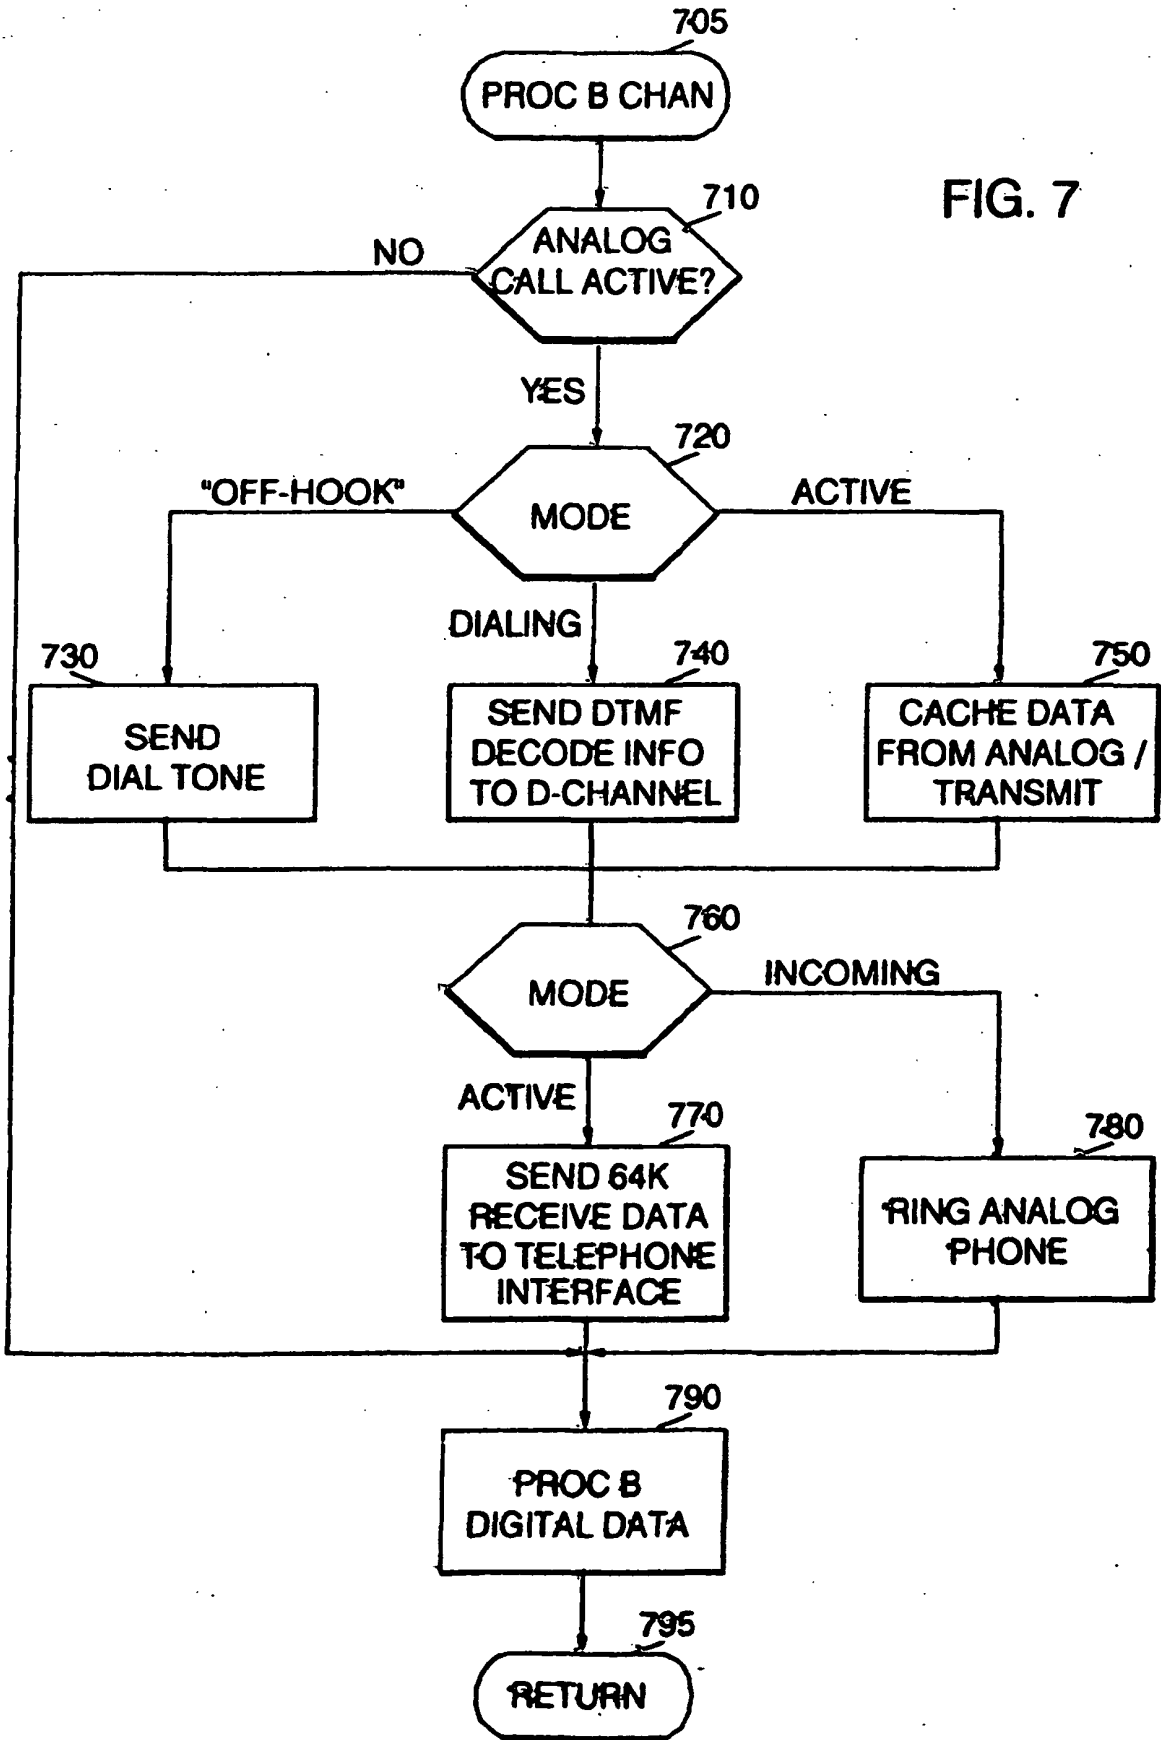 705
PROC B CHAN
FIG. 7
710
ANALOG
CALL ACTIVE?
NO
YES
720
"OFF-HOOK"
MODE
ACTIVE
DIALING
730
SEND
DIAL TONE
740
SEND DTMF
DECODE INFO
TO D-CHANNEL
750
CACHE DATA
FROM ANALOG /
TRANSMIT
760
MODE
INCOMING
ACTIVE
770
SEND 64K
RECEIVE DATA
TO TELEPHONE
INTERFACE
780
RING ANALOG
PHONE
790
PROC B
DIGITAL DATA
795
RETURN